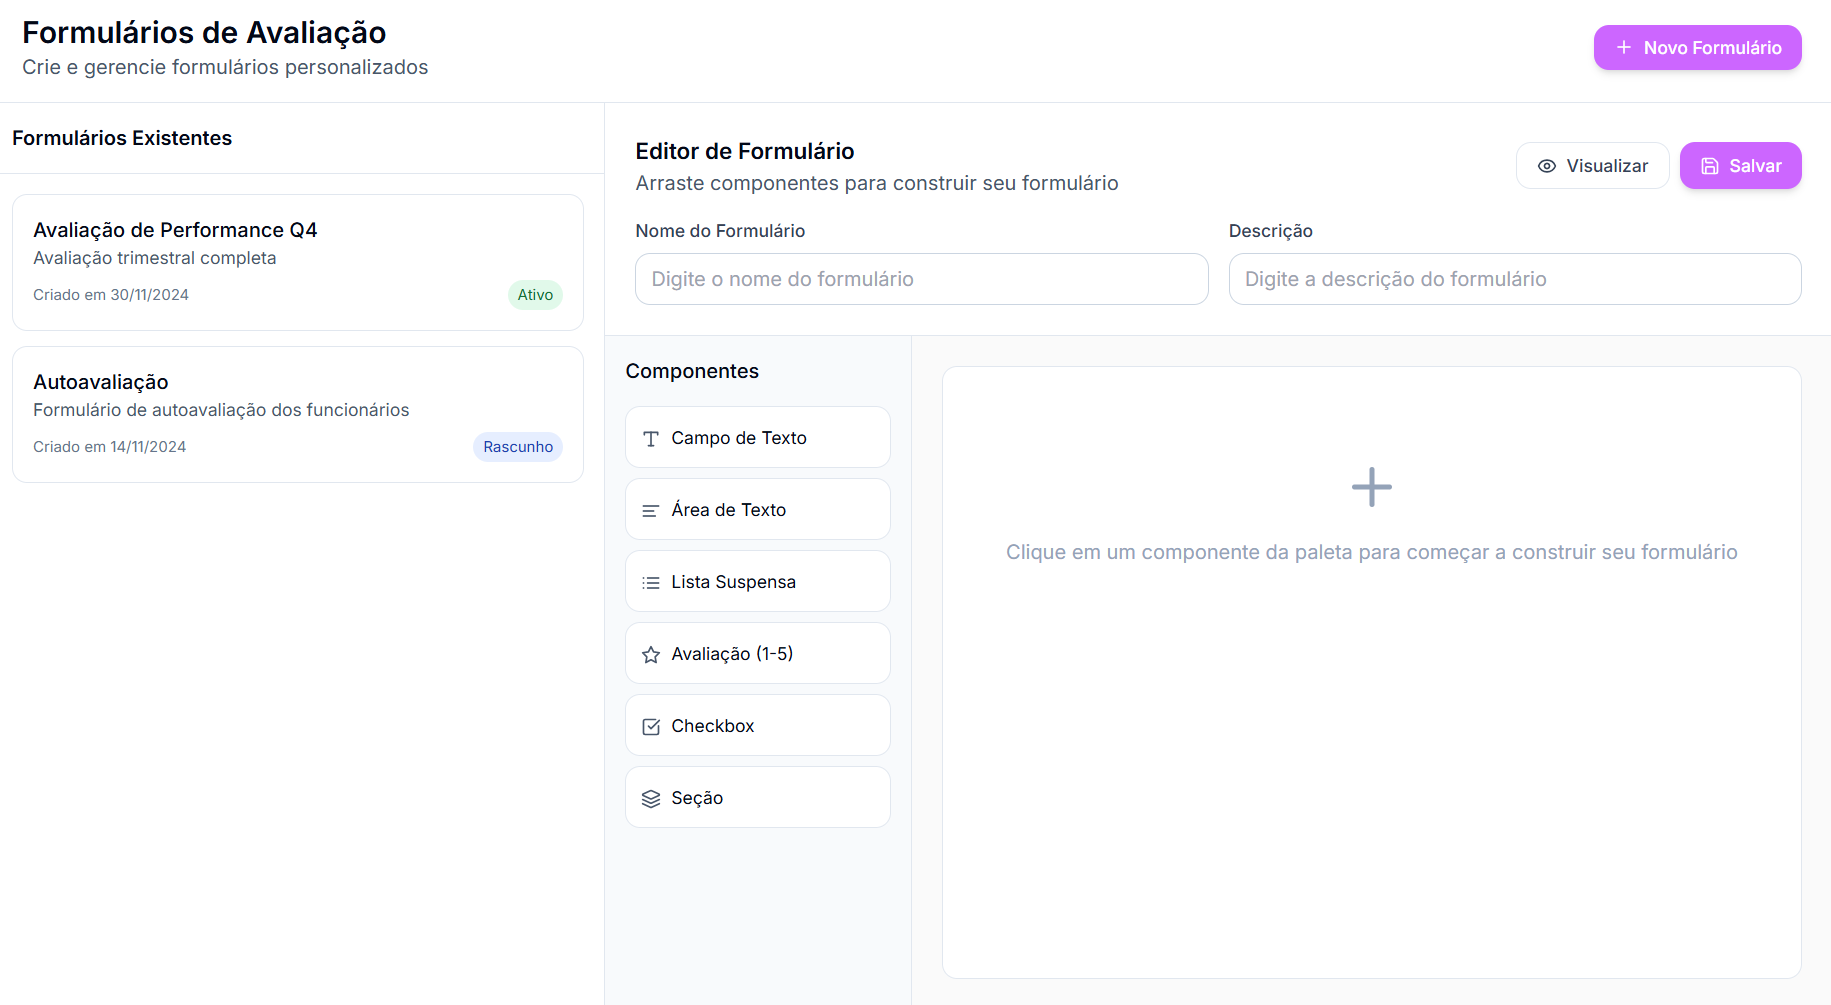 Formulários de Avaliação
Crie e gerencie formulários personalizados
Novo Formulário
Formulários Existentes
Avaliação de Performance Q4
Avaliação trimestral completa
Criado em 30/11/2024
Ativo
Autoavaliação
Formulário de autoavaliação dos funcionários
Criado em 14/11/2024
Rascunho
Editor de Formulário
Arraste componentes para construir seu formulário
Visualizar
Salvar
Nome do Formulário
Digite o nome do formulário
Descrição
Digite a descrição do formulário
Componentes
Campo de Texto
Área de Texto
Lista Suspensa
Avaliação (1-5)
Checkbox
Seção
Clique em um componente da paleta para começar a construir seu formulário